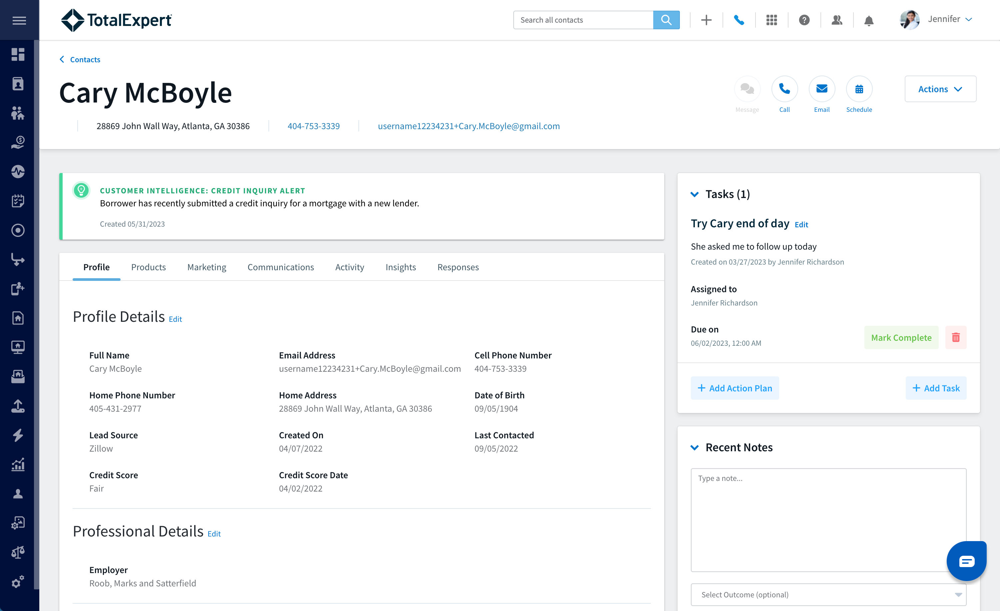 TotalExpert
Search all contacts
?
Jennifer
Contacts
Cary McBoyle
Message
Call
Email
Schedule
Actions
28869 John Wall Way, Atlanta, GA 30386
404-753-3339
username12234231+Cary.McBoyle@gmail.com
CUSTOMER INTELLIGENCE: CREDIT INQUIRY ALERT
Borrower has recently submitted a credit inquiry for a mortgage with a new lender.
Created 05/31/2023
Profile
Products
Marketing
Communications
Activity
Insights
Responses
Profile Details Edit
Full Name
Cary McBoyle
Email Address
username12234231+Cary.McBoyle@gmail.com
Cell Phone Number
404-753-3339
Home Phone Number
405-431-2977
Home Address
28869 John Wall Way, Atlanta, GA 30386
Date of Birth
09/05/1904
Lead Source
Zillow
Created On
04/07/2022
Last Contacted
09/05/2022
Credit Score
Fair
Credit Score Date
04/02/2022
Professional Details Edit
Employer
Roob, Marks and Satterfield
Tasks (1)
Try Cary end of day Edit
She asked me to follow up today
Created on 03/27/2023 by Jennifer Richardson
Assigned to
Jennifer Richardson
Due on
06/02/2023, 12:00 AM
Mark Complete
+ Add Action Plan
+ Add Task
Recent Notes
Type a note...
Select Outcome (optional)